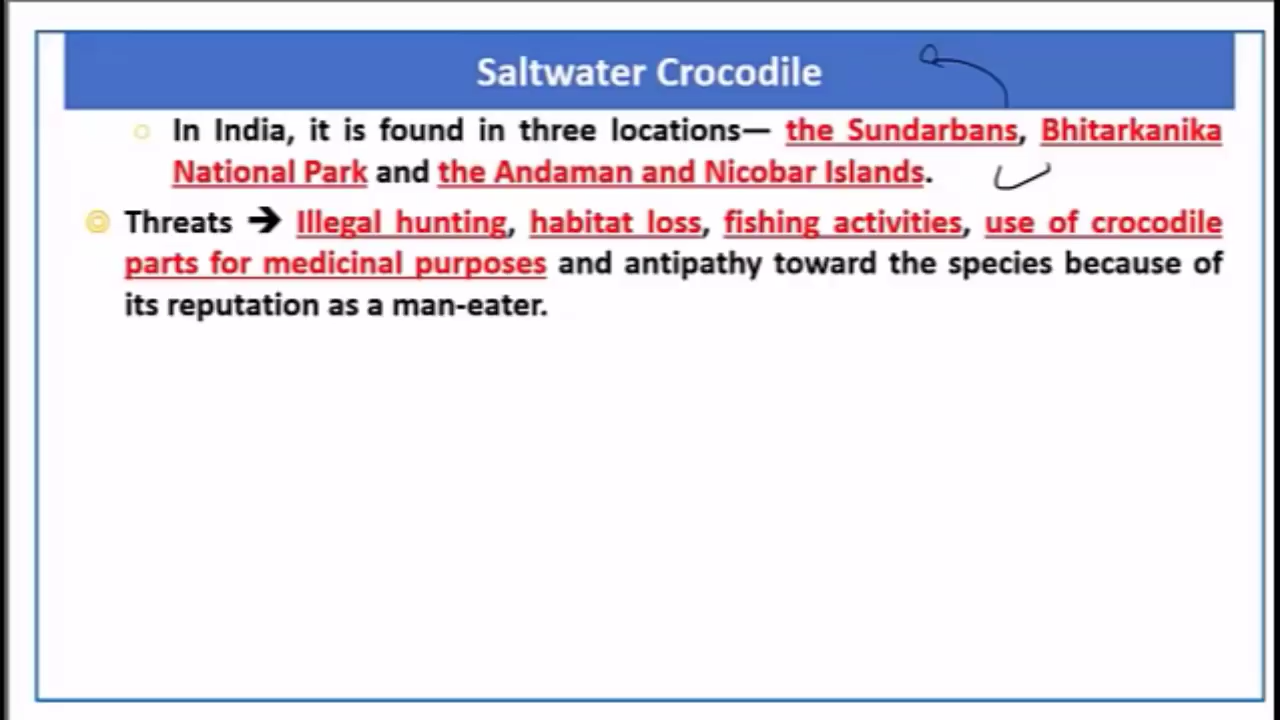 Saltwater Crocodile
In India, it is found in three locations— the Sundarbans, Bhitarkanika
National Park and the Andaman and Nicobar Islands.
Threats ➔ Illegal hunting, habitat loss, fishing activities, use of crocodile
parts for medicinal purposes and antipathy toward the species because of
its reputation as a man-eater.